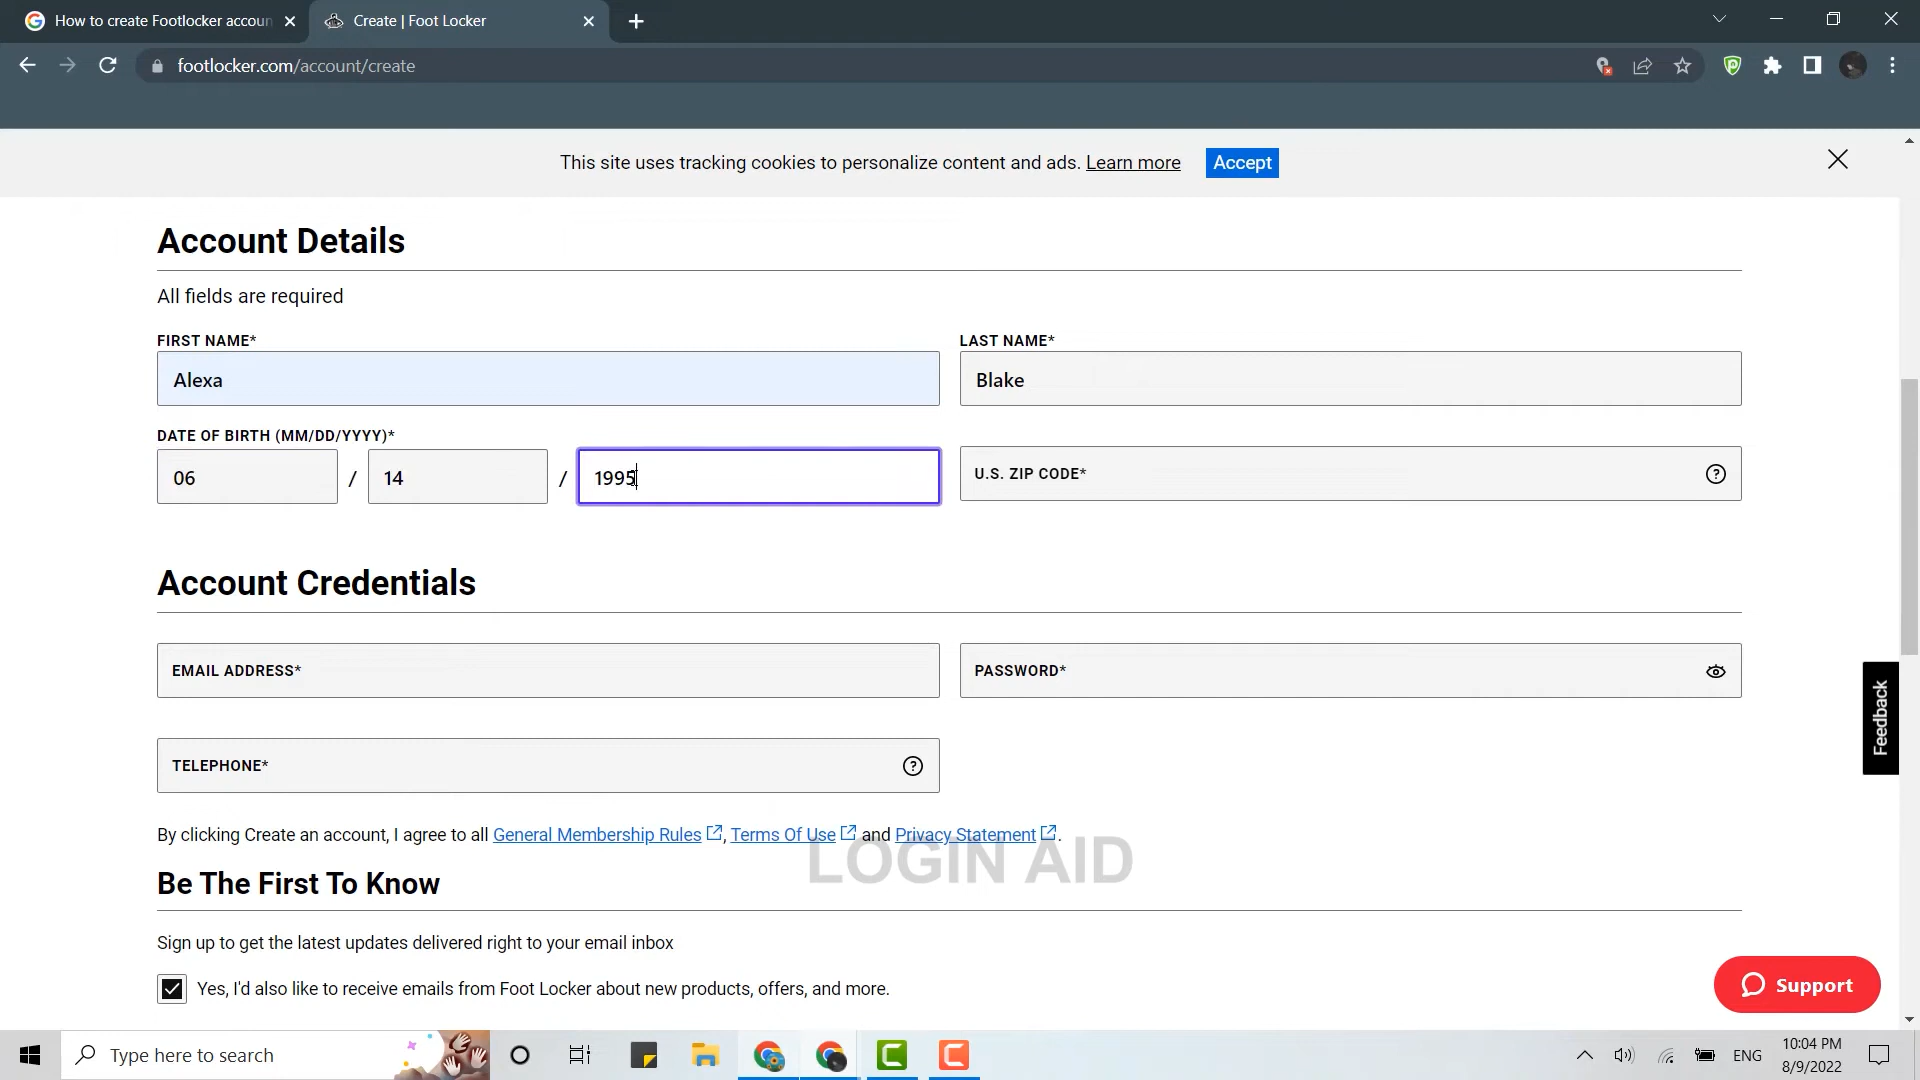 How to create Footlocker accoun
Create | Foot Locker
footlocker.com/account/create
This site uses tracking cookies to personalize content and ads. Learn more Accept
Account Details
All fields are required
FIRST NAME* LAST NAME*
Alexa Blake
DATE OF BIRTH (MM/DD/YYYY)*
06 / 14 / 1995 U.S. ZIP CODE*
Account Credentials
EMAIL ADDRESS* PASSWORD*
TELEPHONE*
Feedback
By clicking Create an account, I agree to all General Membership Rules, Terms Of Use and Privacy Statement.
LOGIN AID
Be The First To Know
Sign up to get the latest updates delivered right to your email inbox
Yes, I'd also like to receive emails from Foot Locker about new products, offers, and more.
Support
Type here to search
ENG
10:04 PM
8/9/2022